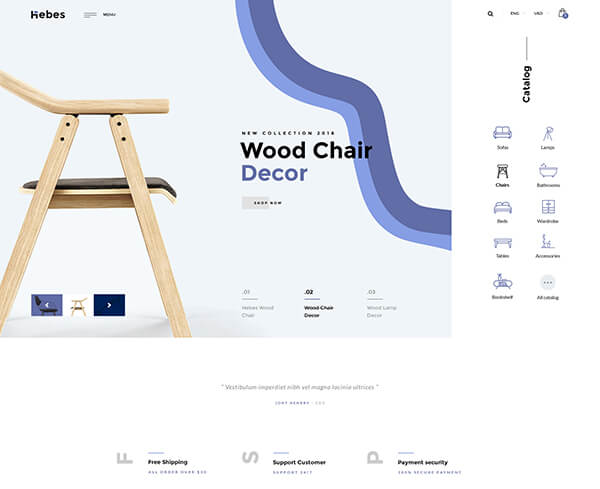 Hebes
MENU
ENG
USD
Catalog
NEW COLLECTION 2018
Wood Chair
Decor
SHOP NOW
.01
.02
.03
Hebes Wood
Chair
Wood Chair
Decor
Wood Lamp
Decor
Sofas
Lamps
Chairs
Bathrooms
Beds
Wardrobe
Tables
Accessories
Bookshelf
All catalog
" Vestibulum imperdiet nibh vel magna lacinia ultrices "
JONY HENERY - CEO
F
Free Shipping
ALL ORDER OVER $30
S
Support Customer
SUPPORT 24/7
P
Payment security
100% SECURE PAYMENT